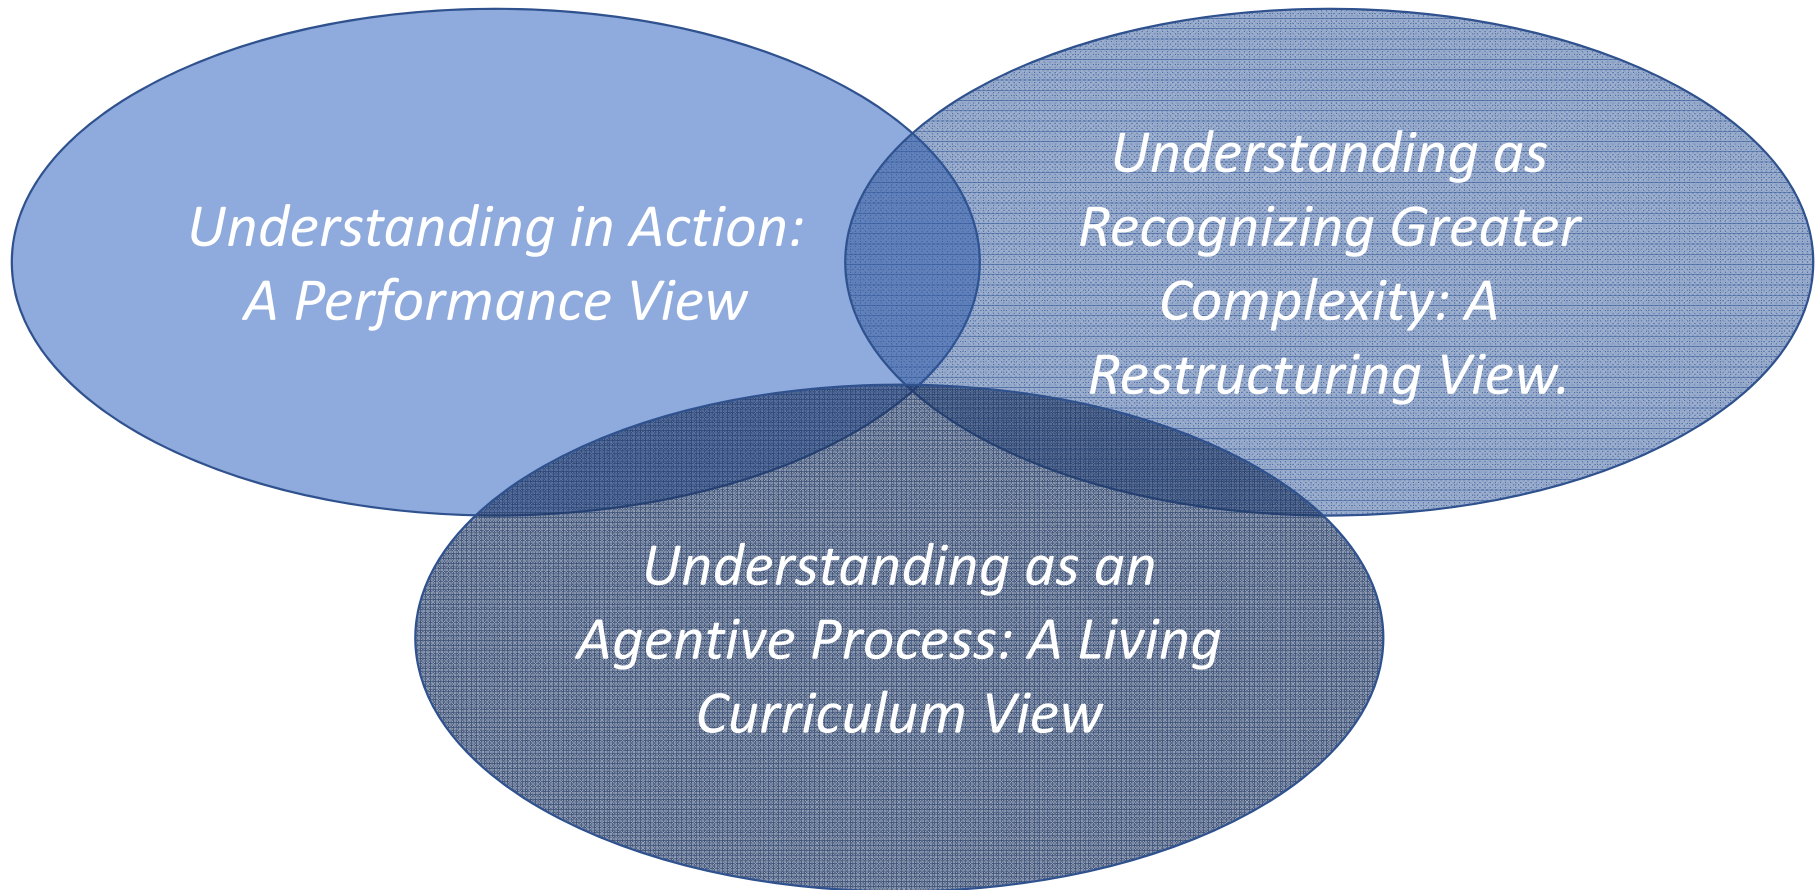 Understanding in Action:
A Performance View
Understanding as
Recognizing Greater
Complexity: A
Restructuring View.
Understanding as an
Agentive Process: A Living
Curriculum View